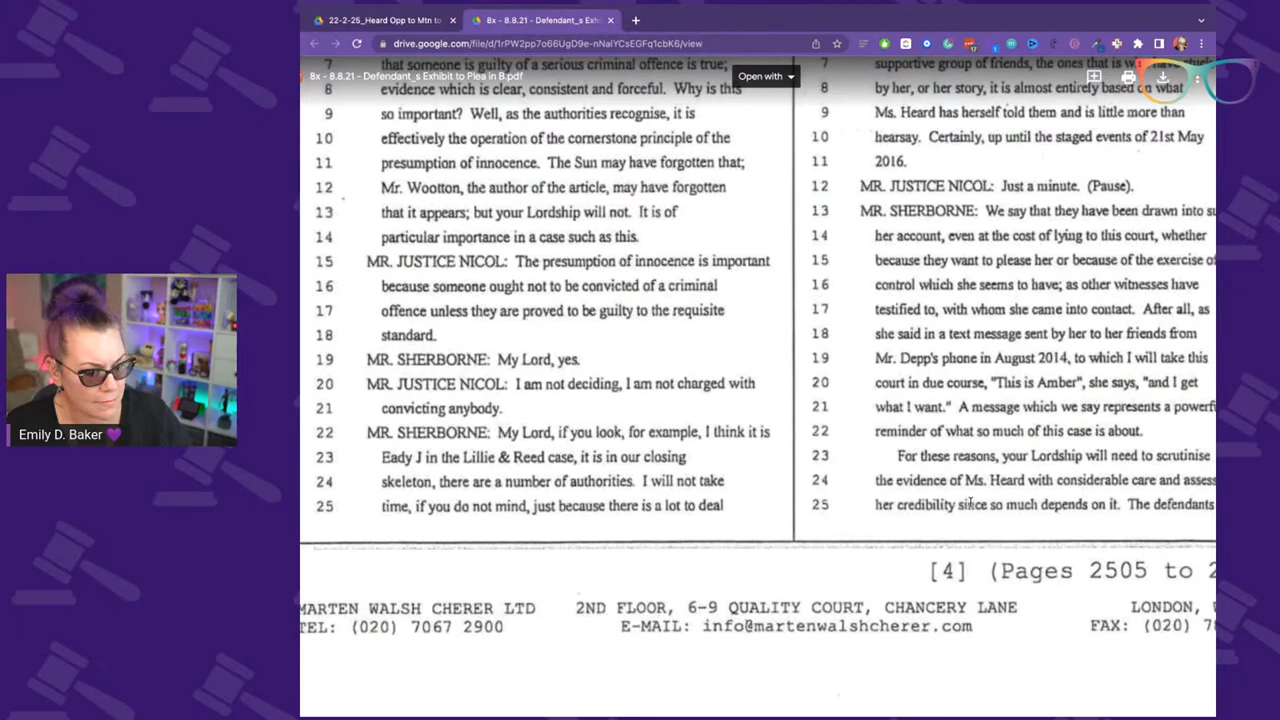 22-2-25_Heard Opp to Mtn to
8x - 8.8.21 - Defendant_s Exhi
drive.google.com/file/d/1rPW2pp7o66UgD9e-nNalYCsEGFq1cbK6/view
8x - 8.8.21 - Defendant_s Exhibit to Plea in B.pdf
Open with
7 that someone is guilty of a serious criminal offence is true;
8 evidence which is clear, consistent and forceful. Why is this
9 so important? Well, as the authorities recognise, it is
10 effectively the operation of the cornerstone principle of the
11 presumption of innocence. The Sun may have forgotten that;
12 Mr. Wootton, the author of the article, may have forgotten
13 that it appears; but your Lordship will not. It is of
14 particular importance in a case such as this.
15 MR. JUSTICE NICOL: The presumption of innocence is important
16 because someone ought not to be convicted of a criminal
17 offence unless they are proved to be guilty to the requisite
18 standard.
19 MR. SHERBORNE: My Lord, yes.
20 MR. JUSTICE NICOL: I am not deciding, I am not charged with
21 convicting anybody.
22 MR. SHERBORNE: My Lord, if you look, for example, I think it is
23 Eady J in the Lillie & Reed case, it is in our closing
24 skeleton, there are a number of authorities. I will not take
25 time, if you do not mind, just because there is a lot to deal
7 supportive group of friends, the ones that is
8 by her, or her story, it is almost entirely based on what
9 Ms. Heard has herself told them and is little more than
10 hearsay. Certainly, up until the staged events of 21st May
11 2016.
12 MR. JUSTICE NICOL: Just a minute. (Pause).
13 MR. SHERBORNE: We say that they have been drawn into su
14 her account, even at the cost of lying to this court, whether
15 because they want to please her or because of the exercise of
16 control which she seems to have; as other witnesses have
17 testified to, with whom she came into contact. After all, as
18 she said in a text message sent by her to her friends from
19 Mr. Depp's phone in August 2014, to which I will take this
20 court in due course, "This is Amber", she says, "and I get
21 what I want." A message which we say represents a powerf
22 reminder of what so much of this case is about.
23 For these reasons, your Lordship will need to scrutinise
24 the evidence of Ms. Heard with considerable care and assess
25 her credibility since so much depends on it. The defendants
[4] (Pages 2505 to 2
MARTEN WALSH CHERER LTD 2ND FLOOR, 6-9 QUALITY COURT, CHANCERY LANE LONDON,
TEL: (020) 7067 2900 E-MAIL: info@martenwalshcherer.com FAX: (020) 7
Emily D. Baker 💜